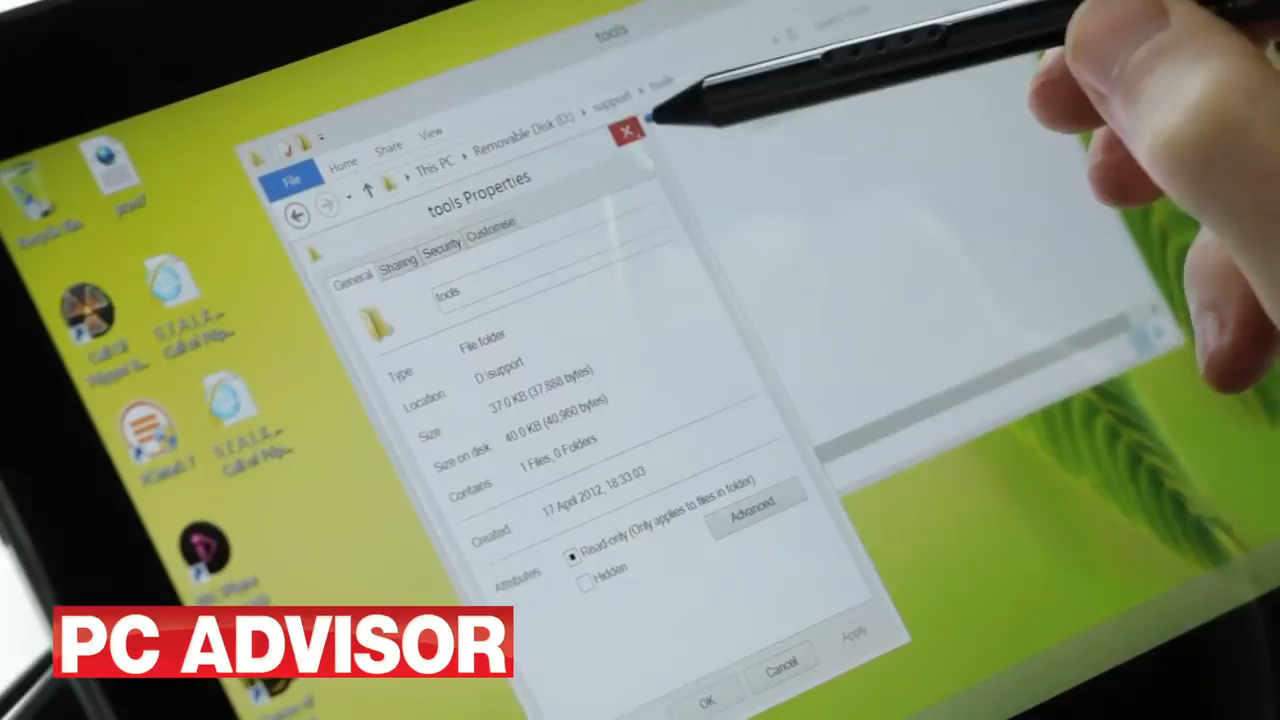 tools
View
Share
Home
File
This PC
Removable Disk (D:)
support
tools
tools Properties
General
Sharing
Security
Customise
tools
Type
File folder
Location:
D:\support
Size:
37.0 KB (37,888 bytes)
Size on disk:
40.0 KB (40,960 bytes)
Contains:
1 Files, 0 Folders
Created:
17 April 2012, 18:33:03
Attributes
Read-only (Only applies to files in folder)
Hidden
Advanced
OK
Cancel
Apply
Recycle Bin
PC ADVISOR